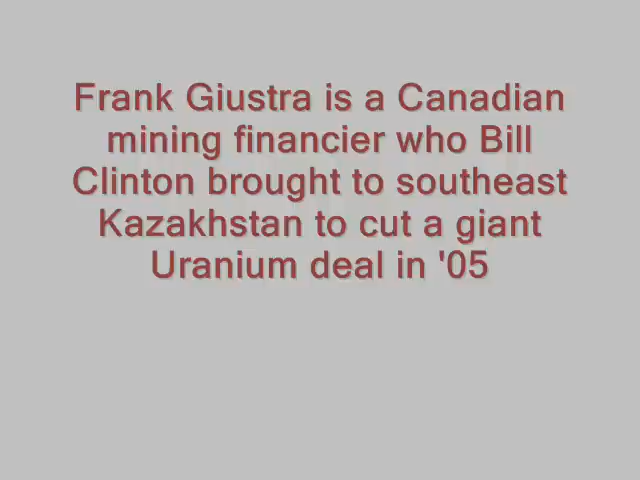 Frank Giustra is a Canadian
mining financier who Bill
Clinton brought to southeast
Kazakhstan to cut a giant
Uranium deal in '05